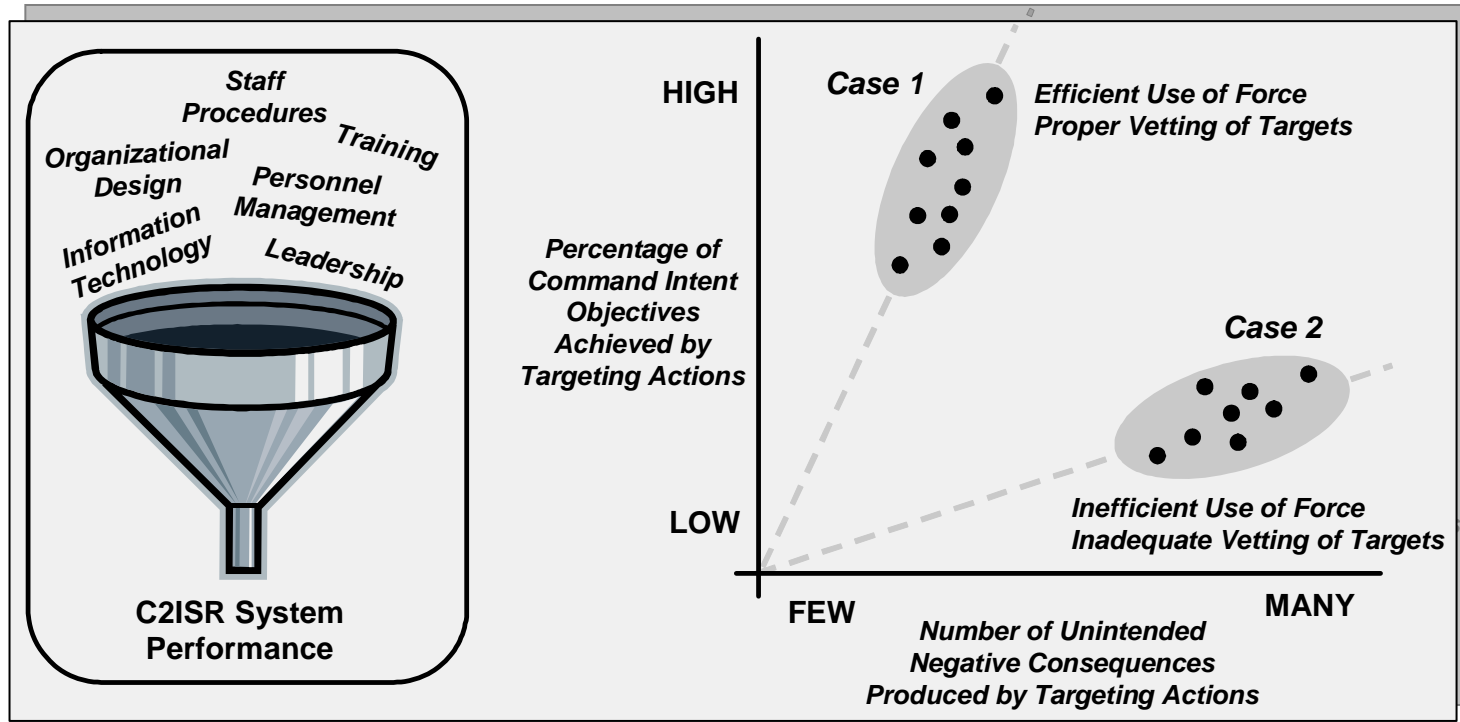 Staff
Procedures
Training
Organizational
Design
Personnel
Management
Information
Technology
Leadership
C2ISR System
Performance
HIGH
Case 1
Efficient Use of Force
Proper Vetting of Targets
Percentage of
Command Intent
Objectives
Achieved by
Targeting Actions
Case 2
LOW
Inefficient Use of Force
Inadequate Vetting of Targets
FEW
MANY
Number of Unintended
Negative Consequences
Produced by Targeting Actions